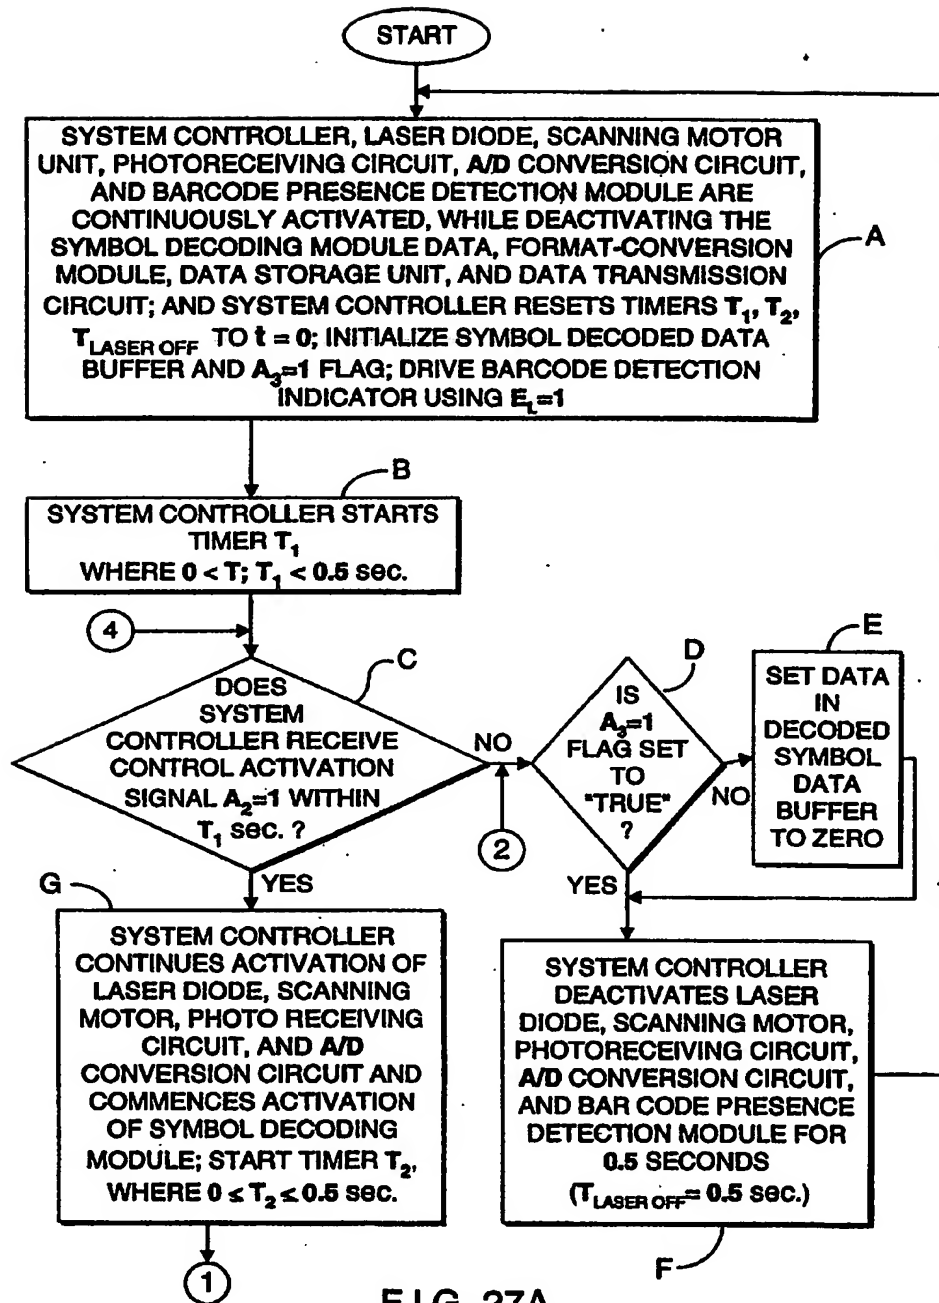 START
SYSTEM CONTROLLER, LASER DIODE, SCANNING MOTOR
UNIT, PHOTORECEIVING CIRCUIT, A/D CONVERSION CIRCUIT,
AND BARCODE PRESENCE DETECTION MODULE ARE
CONTINUOUSLY ACTIVATED, WHILE DEACTIVATING THE
SYMBOL DECODING MODULE DATA, FORMAT-CONVERSION
MODULE, DATA STORAGE UNIT, AND DATA TRANSMISSION
CIRCUIT; AND SYSTEM CONTROLLER RESETS TIMERS T1, T2,
TLASER OFF TO t = 0; INITIALIZE SYMBOL DECODED DATA
BUFFER AND A3=1 FLAG; DRIVE BARCODE DETECTION
INDICATOR USING EL=1
A
B
SYSTEM CONTROLLER STARTS
TIMER T1
WHERE 0 < T; T1 < 0.5 sec.
4
C
DOES
SYSTEM
CONTROLLER RECEIVE
CONTROL ACTIVATION
SIGNAL A2=1 WITHIN
T1 sec. ?
NO
YES
2
D
IS
A3=1
FLAG SET
TO
"TRUE"
?
NO
YES
E
SET DATA
IN
DECODED
SYMBOL
DATA
BUFFER
TO ZERO
G
SYSTEM CONTROLLER
CONTINUES ACTIVATION OF
LASER DIODE, SCANNING
MOTOR, PHOTO RECEIVING
CIRCUIT, AND A/D
CONVERSION CIRCUIT AND
COMMENCES ACTIVATION
OF SYMBOL DECODING
MODULE; START TIMER T2,
WHERE 0 ≤ T2 ≤ 0.5 sec.
1
SYSTEM CONTROLLER
DEACTIVATES LASER
DIODE, SCANNING MOTOR,
PHOTORECEIVING CIRCUIT,
A/D CONVERSION CIRCUIT,
AND BAR CODE PRESENCE
DETECTION MODULE FOR
0.5 SECONDS
(TLASER OFF= 0.5 sec.)
F
FIG. 27A